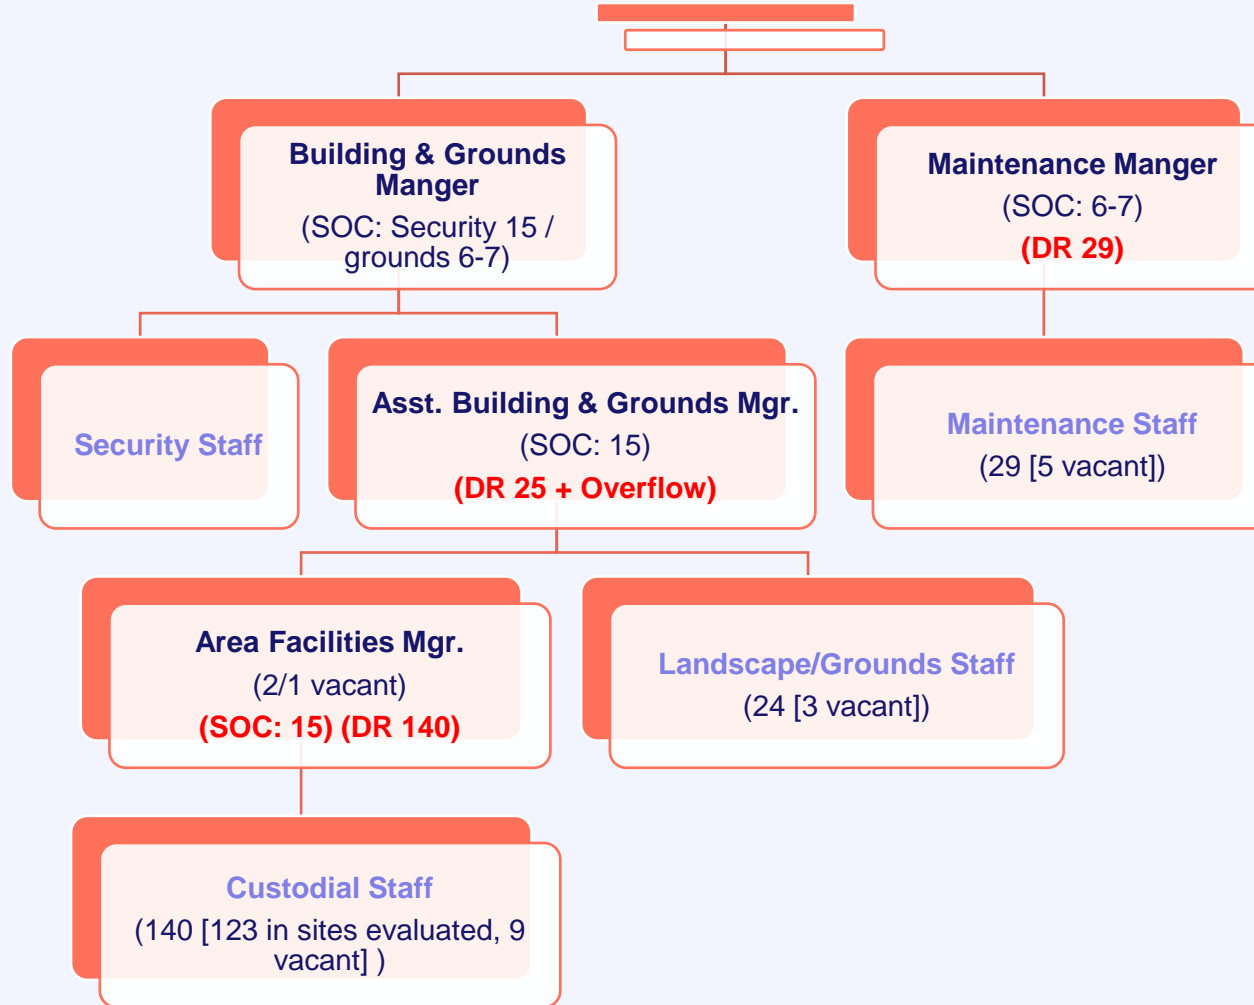 Building & Grounds
Manger
(SOC: Security 15 /
grounds 6-7)
Maintenance Manger
(SOC: 6-7)
(DR 29)
Security Staff
Asst. Building & Grounds Mgr.
(SOC: 15)
(DR 25 + Overflow)
Maintenance Staff
(29 [5 vacant])
Area Facilities Mgr.
(2/1 vacant)
(SOC: 15) (DR 140)
Landscape/Grounds Staff
(24 [3 vacant])
Custodial Staff
(140 [123 in sites evaluated, 9
vacant] )